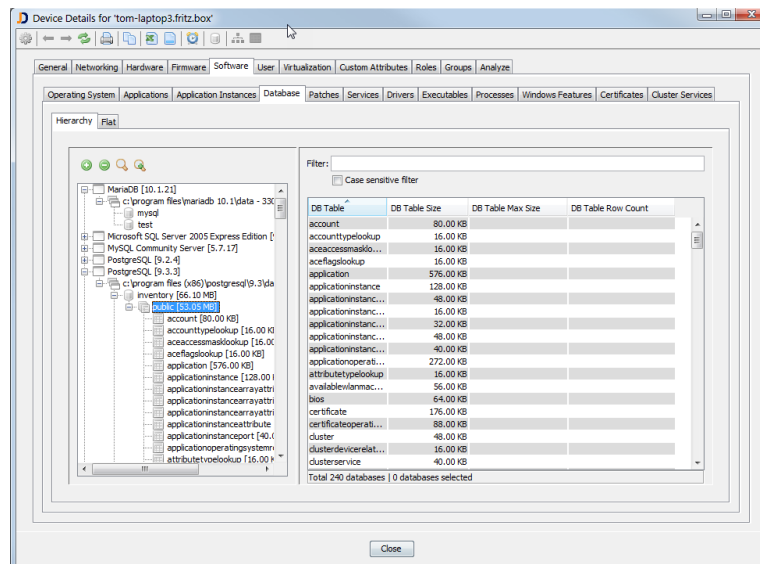 Device Details for 'tom-laptop3.fritz.box'
General Networking Hardware Firmware Software User Virtualization Custom Attributes Roles Groups Analyze
Operating System Applications Application Instances Database Patches Services Drivers Executables Processes Windows Features Certificates Cluster Services
Hierarchy Flat
MariaDB [10.1.21]
c:\program files\mariadb 10.1\data - 330
mysql
test
Microsoft SQL Server 2005 Express Edition [
MySQL Community Server [5.7.17]
PostgreSQL [9.2.4]
PostgreSQL [9.3.3]
c:\program files (x86)\postgresql\9.3\da
inventory [66.10 MB]
public [53.05 MB]
account [80.00 KB]
accounttypelookup [16.00 K
aceaccessmasklookup [16.00
aceflagslookup [16.00 KB]
application [576.00 KB]
applicationinstance [128.00
applicationinstancearrayattri
applicationinstancearrayattri
applicationinstanceattribute
applicationinstanceport [40.0
applicationoperatingsystemr
attributetypelookup [16.00 K
Filter:
Case sensitive filter
DB Table DB Table Size DB Table Max Size DB Table Row Count
account 80.00 KB
accounttypelookup 16.00 KB
aceaccessmasklo... 16.00 KB
aceflagslookup 16.00 KB
application 576.00 KB
applicationinstance 128.00 KB
applicationinstanc... 48.00 KB
applicationinstanc... 16.00 KB
applicationinstanc... 32.00 KB
applicationinstanc... 48.00 KB
applicationinstanc... 40.00 KB
applicationoperati... 272.00 KB
attributetypelookup 16.00 KB
availablewlanmac... 56.00 KB
bios 64.00 KB
certificate 176.00 KB
certificateoperati... 88.00 KB
cluster 48.00 KB
clusterdevicerelat... 16.00 KB
clusterservice 40.00 KB
Total 240 databases | 0 databases selected
Close